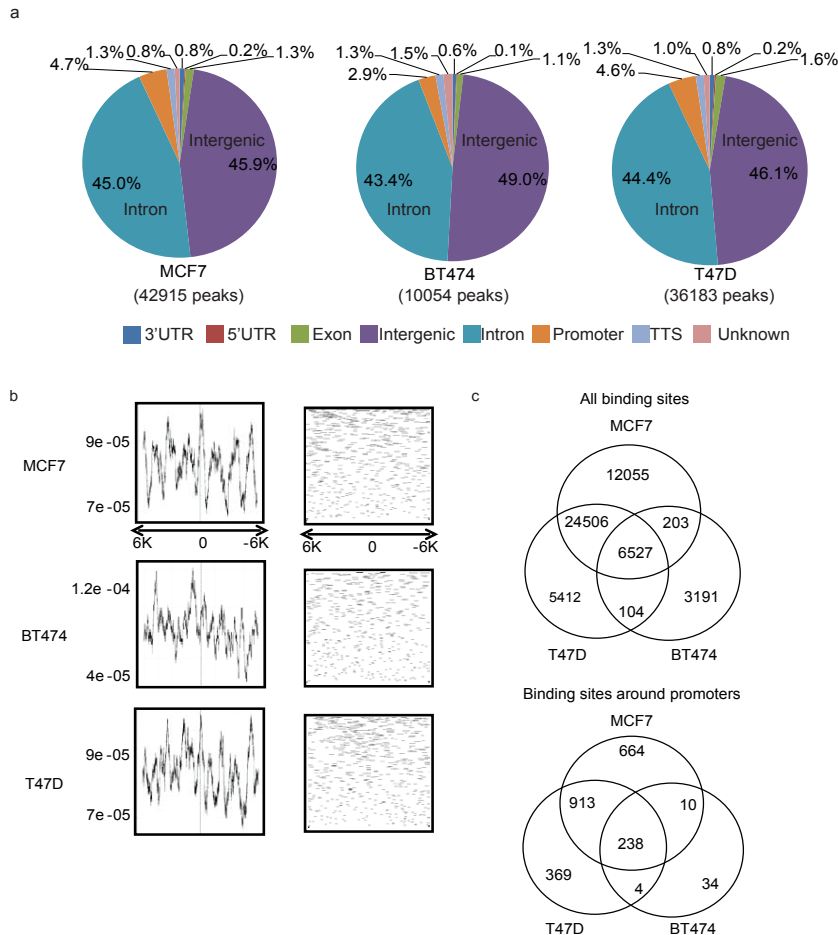 a
1.3% 0.8% 0.8% 0.2% 1.3%
4.7%
Intergenic
45.9%
45.0%
Intron
MCF7
(42915 peaks)
1.3% 1.5% 0.6% 0.1% 1.1%
2.9%
43.4%
49.0%
Intron
Intergenic
BT474
(10054 peaks)
1.3% 1.0% 0.8% 0.2% 1.6%
4.6%
Intergenic
46.1%
44.4%
Intron
T47D
(36183 peaks)
3'UTR 5'UTR Exon Intergenic Intron Promoter TTS Unknown
b
MCF7
9e -05
7e -05
6K 0 -6K
6K 0 -6K
BT474
1.2e -04
4e -05
T47D
9e -05
7e -05
c
All binding sites
MCF7
12055
24506 203
6527
5412 3191
104
T47D BT474
Binding sites around promoters
MCF7
664
913 10
238
369 4 34
T47D BT474